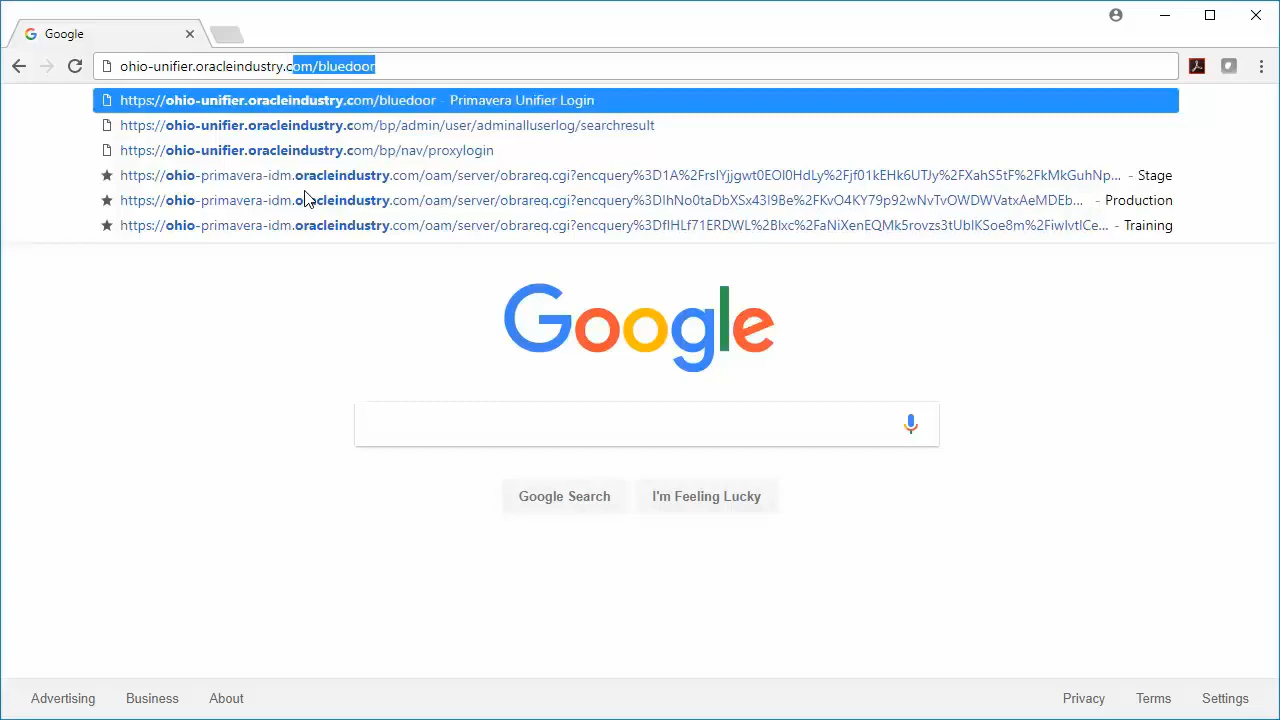 Google
ohio-unifier.oracleindustry.com/bluedoor
https://ohio-unifier.oracleindustry.com/bluedoor - Primavera Unifier Login
https://ohio-unifier.oracleindustry.com/bp/admin/user/adminalluserlog/searchresult
https://ohio-unifier.oracleindustry.com/bp/nav/proxylogin
https://ohio-primavera-idm.oracleindustry.com/oam/server/obrareq.cgi?encquery%3D1A%2FrslYjjgwt0EOl0HdLy%2Fjf01kEHk6UTJy%2FXahS5tF%2FkMkGuhNp... - Stage
https://ohio-primavera-idm.oracleindustry.com/oam/server/obrareq.cgi?encquery%3DIhNo0taDbXSx43I9Be%2FKvO4KY79p92wNvTvOWDWVatxAeMDEb... - Production
https://ohio-primavera-idm.oracleindustry.com/oam/server/obrareq.cgi?encquery%3DflHLf71ERDWL%2Blxc%2FaNiXenEQMk5rovzs3tUblKSoe8m%2FiwlvtlCe... - Training
Google
Google Search
I'm Feeling Lucky
Advertising Business About Privacy Terms Settings